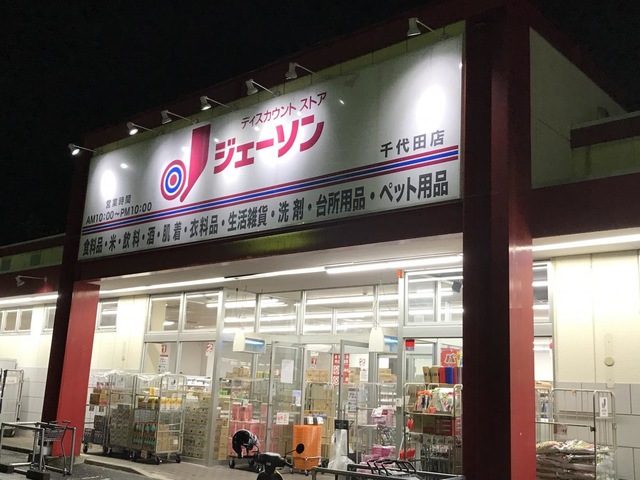 ディスカウント ストア
ジェーソン
千代田店
営業時間
AM10:00~PM10:00
食料品・米・飲料・酒・肌着・衣料品・生活雑貨・洗剤・台所用品・ペット用品